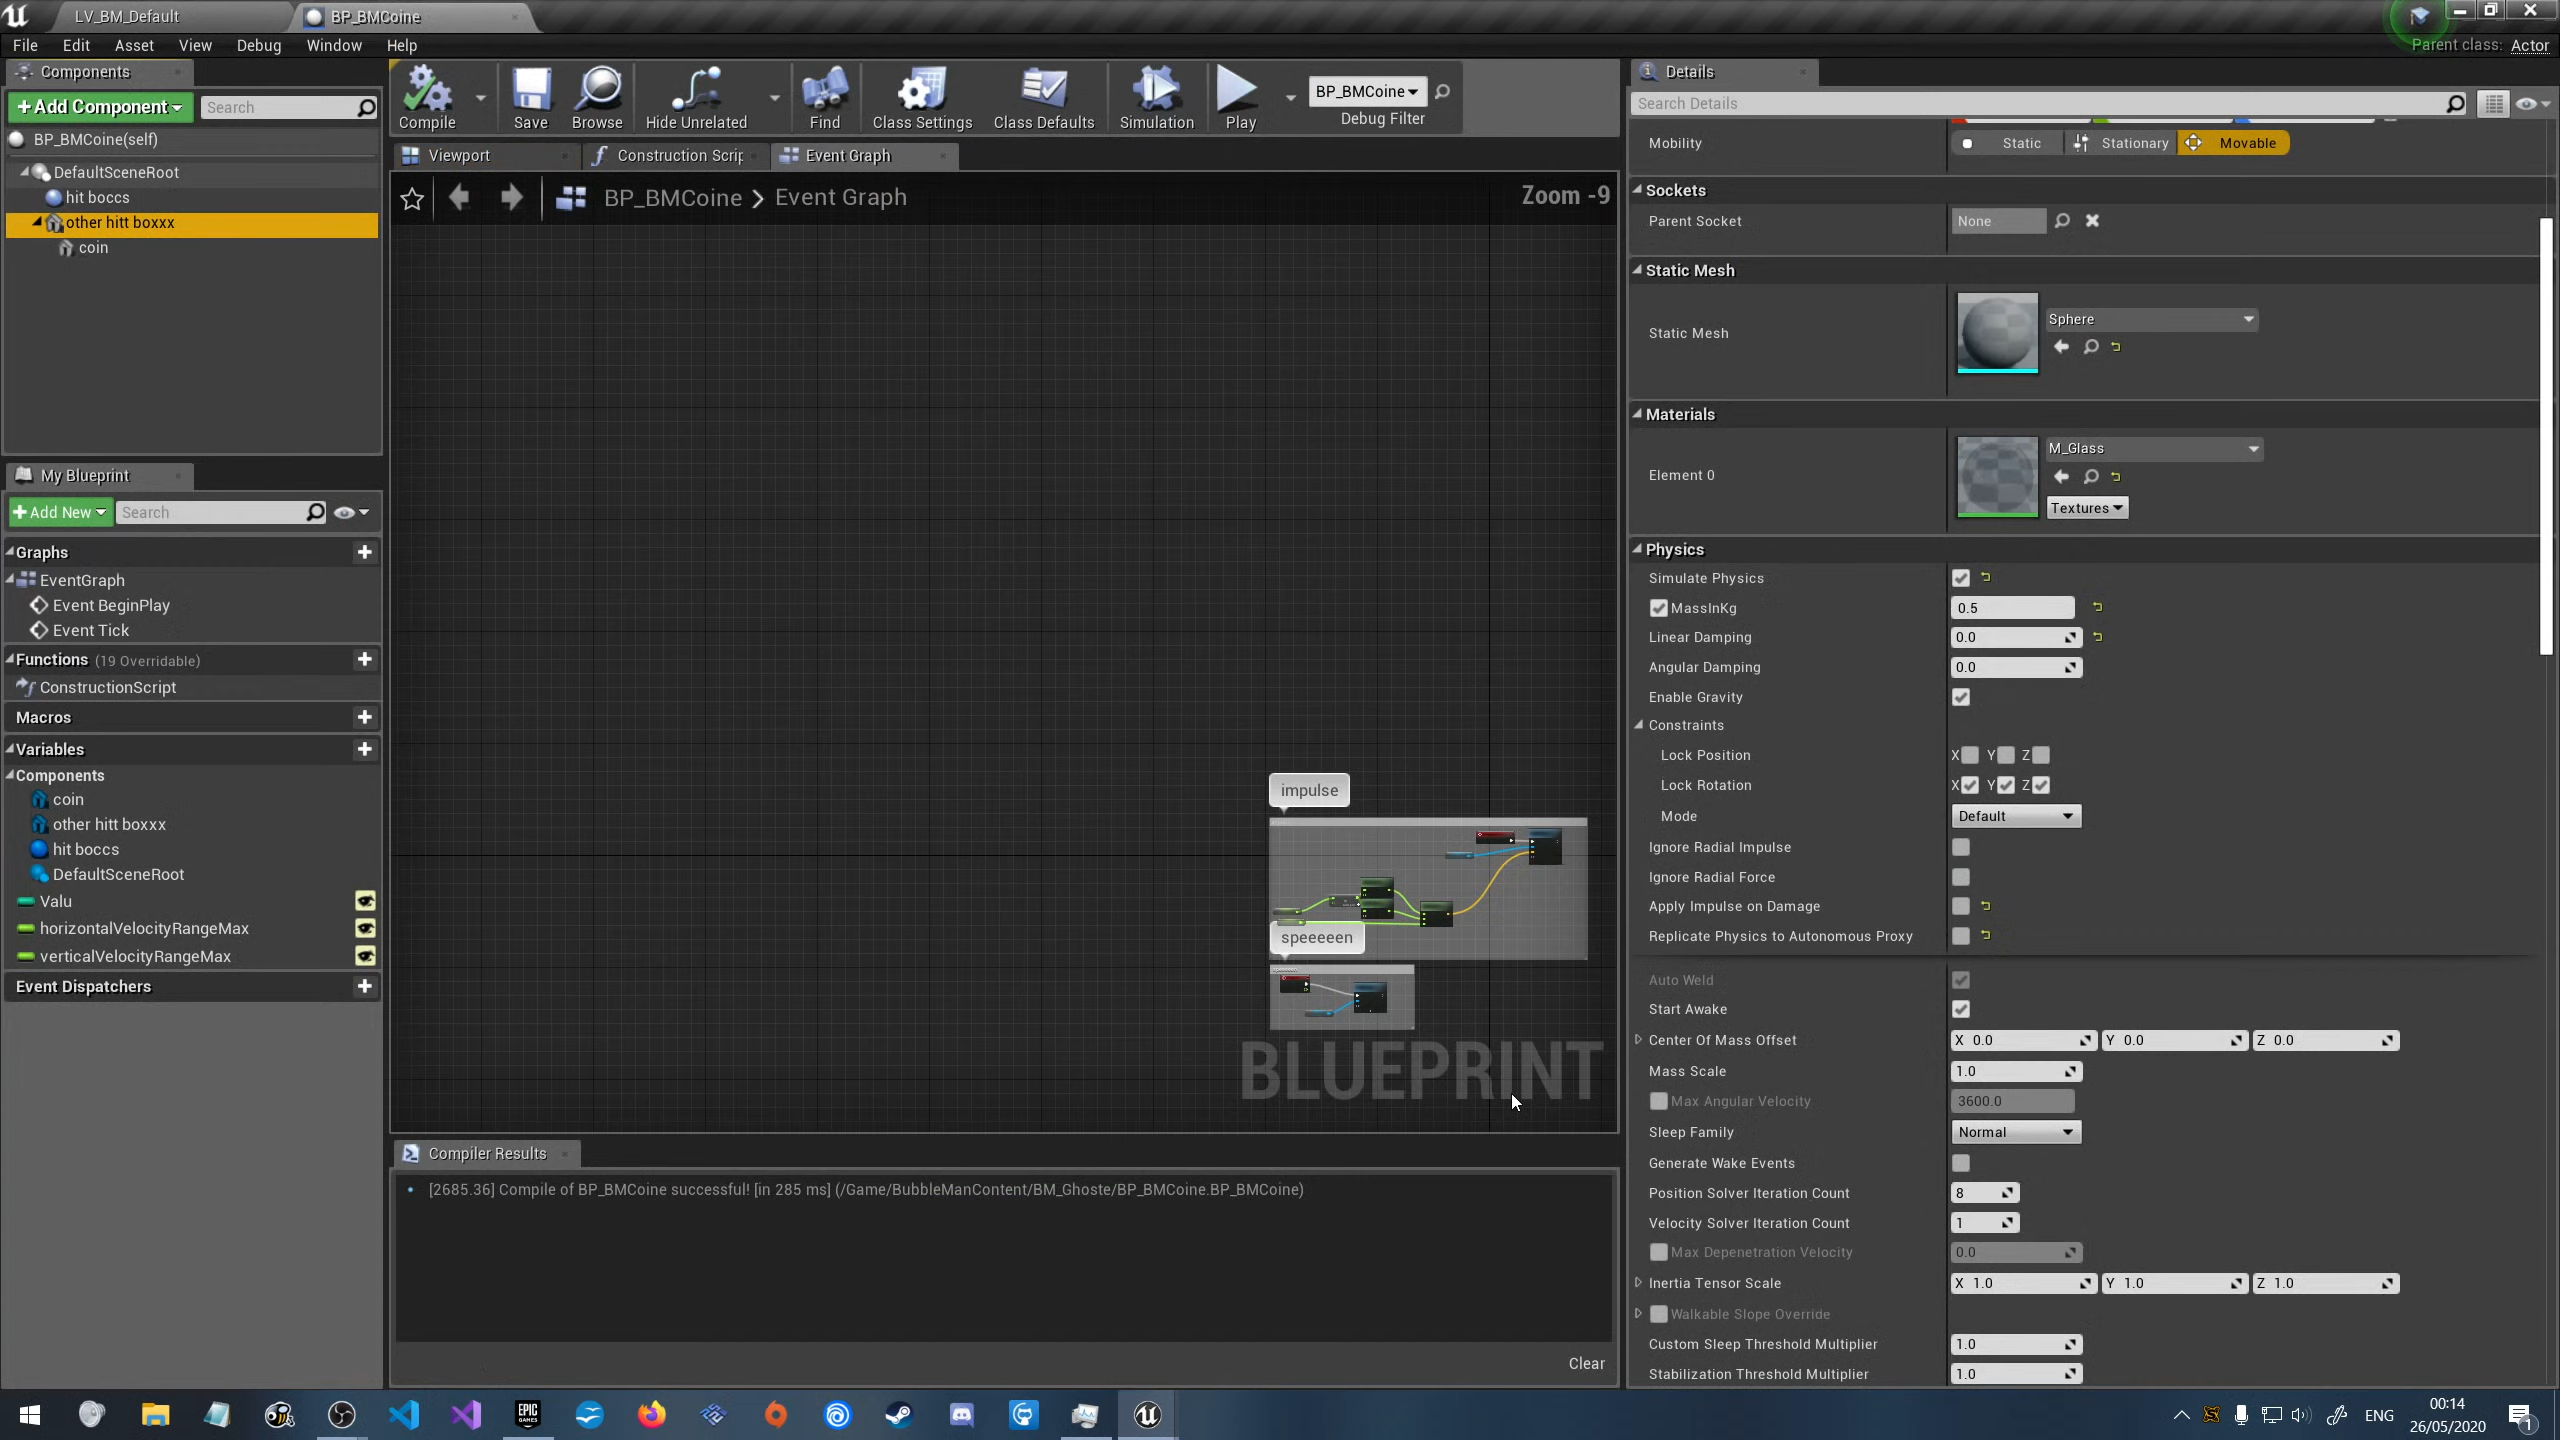 LV_BM_Default
BP_BMCoine
File Edit Asset View Debug Window Help
Parent class: Actor
Components
+Add Component
Search
BP_BMCoine(self)
DefaultSceneRoot
hit boccs
other hitt boxxx
coin
Compile
Save
Browse
Hide Unrelated
Find
Class Settings
Class Defaults
Simulation
Play
BP_BMCoine
Debug Filter
Viewport
Construction Scrip
Event Graph
BP_BMCoine > Event Graph
Zoom -9
impulse
speeeeen
BLUEPRINT
My Blueprint
+Add New
Search
Graphs
EventGraph
Event BeginPlay
Event Tick
Functions (19 Overridable)
ConstructionScript
Macros
Variables
Components
coin
other hitt boxxx
hit boccs
DefaultSceneRoot
Valu
horizontalVelocityRangeMax
verticalVelocityRangeMax
Event Dispatchers
Compiler Results
[2685.36] Compile of BP_BMCoine successful! [in 285 ms] (/Game/BubbleManContent/BM_Ghoste/BP_BMCoine.BP_BMCoine)
Clear
Details
Search Details
Mobility Static Stationary Movable
Sockets
Parent Socket None
Static Mesh
Static Mesh Sphere
Materials
Element 0 M_Glass
Textures
Physics
Simulate Physics
MassInKg 0.5
Linear Damping 0.0
Angular Damping 0.0
Enable Gravity
Constraints
Lock Position X Y Z
Lock Rotation X Y Z
Mode Default
Ignore Radial Impulse
Ignore Radial Force
Apply Impulse on Damage
Replicate Physics to Autonomous Proxy
Auto Weld
Start Awake
Center Of Mass Offset X 0.0 Y 0.0 Z 0.0
Mass Scale 1.0
Max Angular Velocity 3600.0
Sleep Family Normal
Generate Wake Events
Position Solver Iteration Count 8
Velocity Solver Iteration Count 1
Max Depenetration Velocity 0.0
Inertia Tensor Scale X 1.0 Y 1.0 Z 1.0
Walkable Slope Override
Custom Sleep Threshold Multiplier 1.0
Stabilization Threshold Multiplier 1.0
EPIC GAMES
ENG
00:14
26/05/2020
1